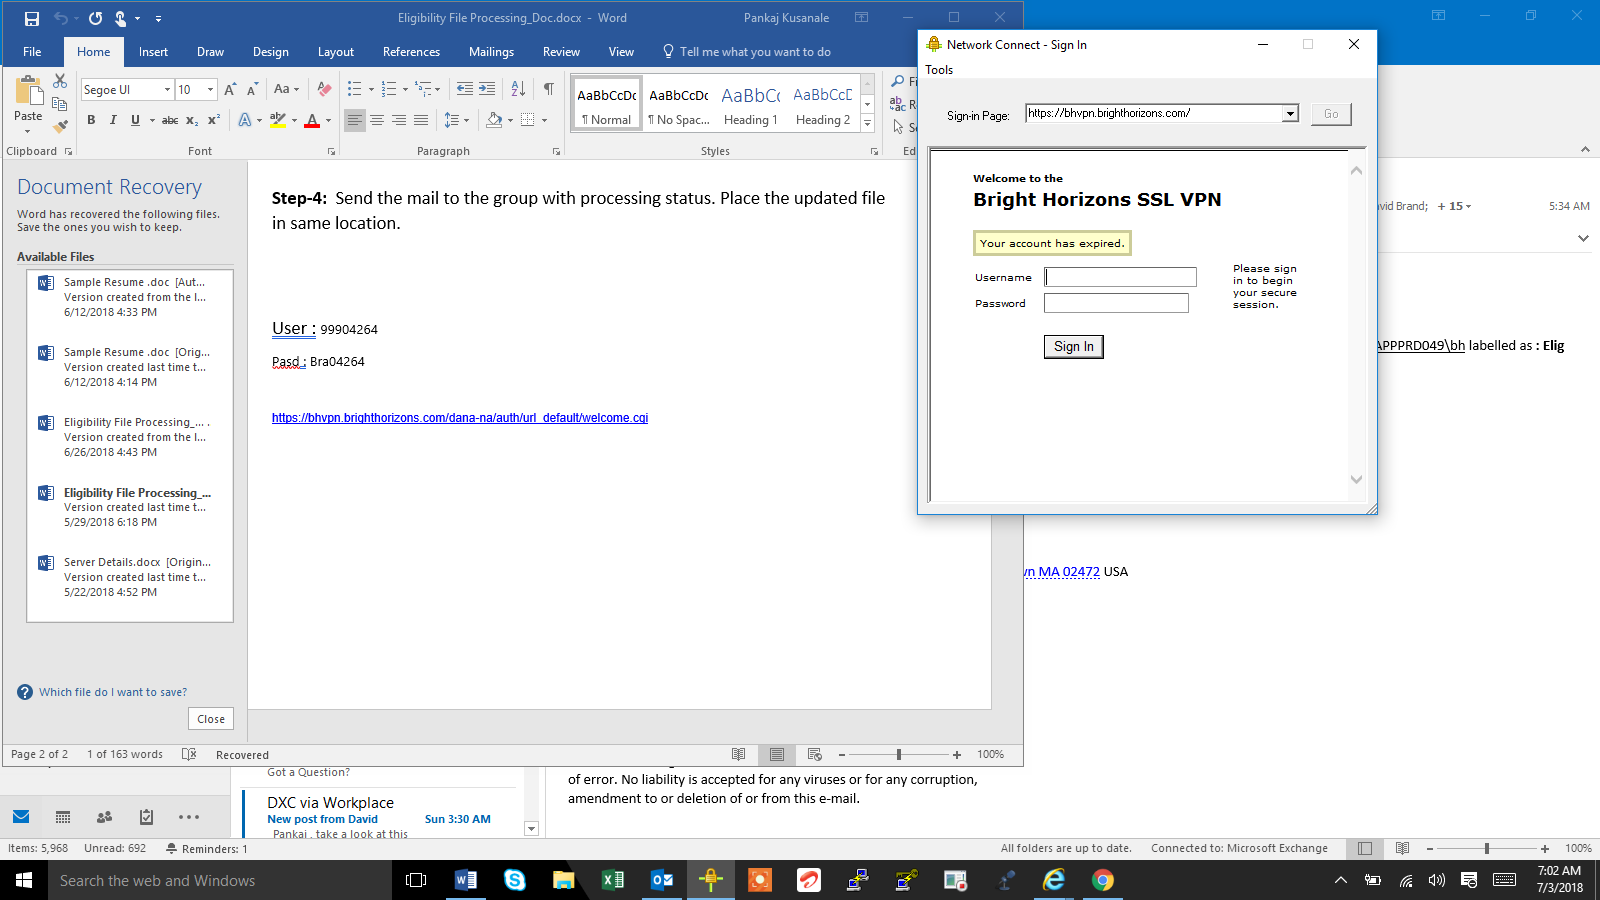 Eligibility File Processing_Doc.docx - Word
Pankaj Kusanale
File Home Insert Draw Design Layout References Mailings Review View Tell me what you want to do
Paste
Clipboard
Segoe UI 10
Aa
B I U abc X₂ X²
Font
Paragraph
AaBbCcDc AaBbCcDc AaBbCc AaBbCcD
¶ Normal ¶ No Spac... Heading 1 Heading 2
Styles
Document Recovery
Word has recovered the following files.
Save the ones you wish to keep.
Available Files
Sample Resume .doc [Aut...
Version created from the l...
6/12/2018 4:33 PM
Sample Resume .doc [Orig...
Version created last time t...
6/12/2018 4:14 PM
Eligibility File Processing_... .
Version created from the l...
6/26/2018 4:43 PM
Eligibility File Processing_...
Version created last time t...
5/29/2018 6:18 PM
Server Details.docx [Origin...
Version created last time t...
5/22/2018 4:52 PM
Which file do I want to save?
Close
Step-4: Send the mail to the group with processing status. Place the updated file
in same location.
User : 99904264
Pasd : Bra04264
https://bhvpn.brighthorizons.com/dana-na/auth/url_default/welcome.cgi
Page 2 of 2 1 of 163 words Recovered
100%
Network Connect - Sign In
Tools
Sign-in Page: https://bhvpn.brighthorizons.com/ Go
Welcome to the
Bright Horizons SSL VPN
Your account has expired.
Username
Password
Please sign
in to begin
your secure
session.
Sign In
Brand; + 15
5:34 AM
APPPRD049\bh labelled as : Elig
MA 02472 USA
Got a Question?
DXC via Workplace
New post from David Sun 3:30 AM
Pankaj , take a look at this
of error. No liability is accepted for any viruses or for any corruption,
amendment to or deletion of or from this e-mail.
Items: 5,968 Unread: 692 Reminders: 1
All folders are up to date. Connected to: Microsoft Exchange
100%
Search the web and Windows
7:02 AM
7/3/2018